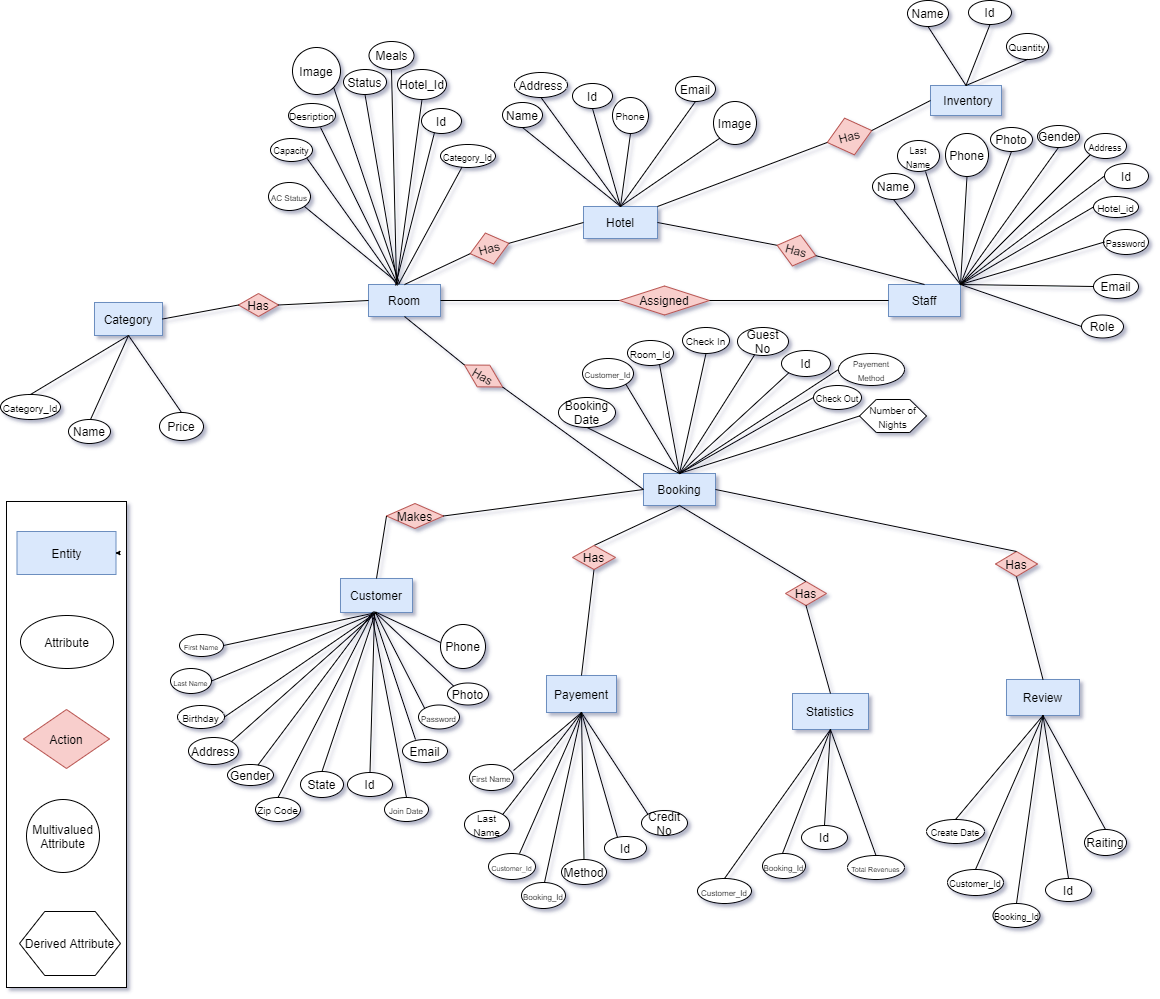 Name
Id
Quantity
Inventory
Has
Image
Meals
Status
Hotel_Id
Desription
Id
Capacity
Category_Id
AC Status
Address
Name
Id
Phone
Email
Image
Hotel
Last
Name
Phone
Photo
Gender
Address
Name
Id
Hotel_id
Password
Email
Role
Has
Has
Room
Assigned
Staff
Has
Category
Category_Id
Name
Price
Has
Booking
Date
Customer_Id
Room_Id
Check In
Guest
No
Id
Payement
Method
Check Out
Number of
Nights
Booking
Makes
Has
Has
Has
Customer
First Name
Last Name
Birthday
Address
Gender
Zip Code
State
Id
Join Date
Email
Password
Photo
Phone
Payement
First Name
Last
Name
Customer_Id
Booking_Id
Method
Id
Credit
No
Statistics
Customer_Id
Booking_Id
Id
Total Revenues
Review
Create Date
Customer_Id
Booking_Id
Id
Raiting
Entity
Attribute
Action
Multivalued
Attribute
Derived Attribute